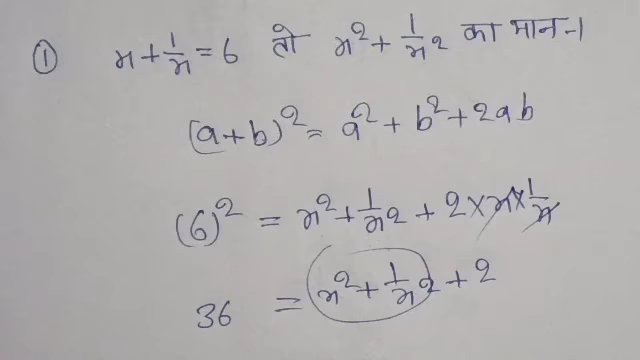 ① x + 1/x = 6 तो x² + 1/x² का मान-।
(a+b)² = a² + b² + 2ab
(6)² = x² + 1/x² + 2 × x × 1/x
36 = x² + 1/x² + 2